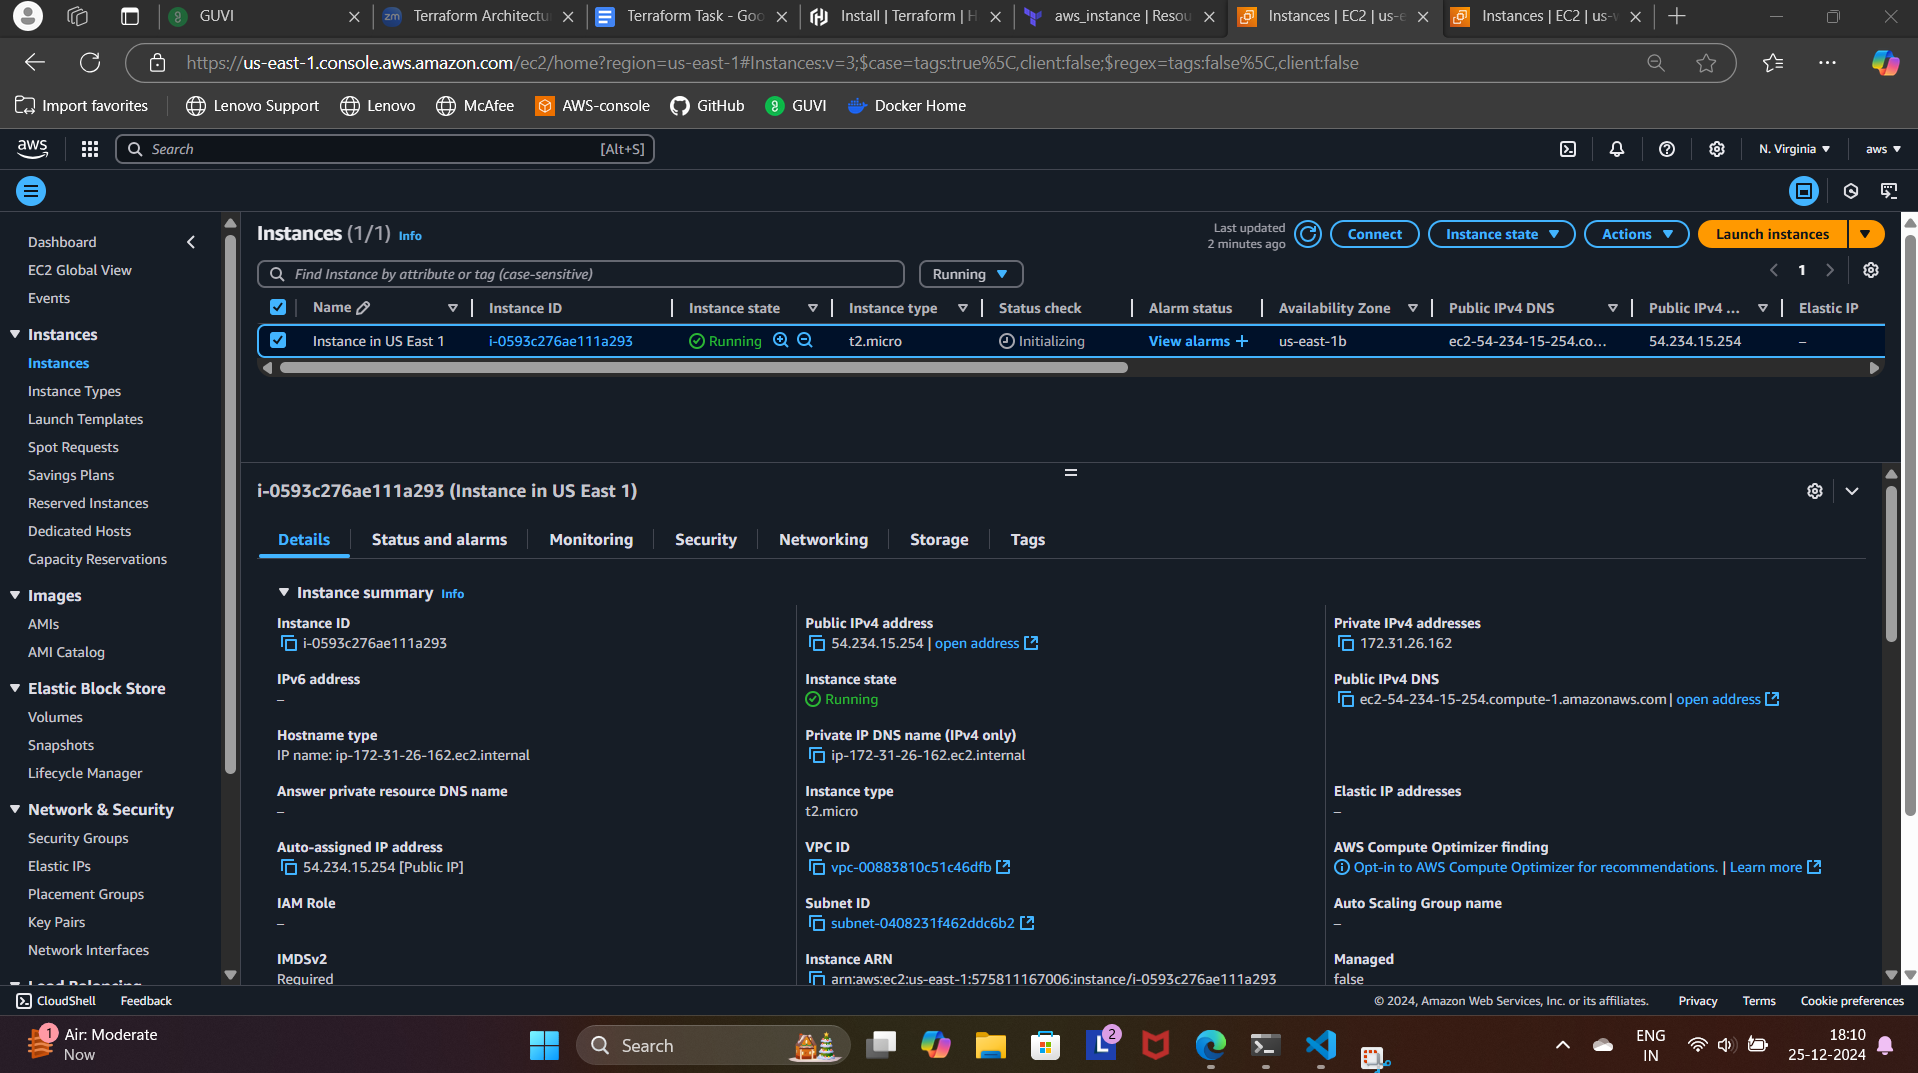 GUVI
Terraform Architectu
Terraform Task - Goo
Install | Terraform | H
aws_instance | Resou
Instances | EC2 | us-e
Instances | EC2 | us-w
https://us-east-1.console.aws.amazon.com/ec2/home?region=us-east-1#Instances:v=3;$case=tags:true%5C,client:false;$regex=tags:false%5C,client:false
Import favorites
Lenovo Support
Lenovo
McAfee
AWS-console
GitHub
GUVI
Docker Home
aws
Search
[Alt+S]
N. Virginia
aws
Dashboard
EC2 Global View
Events
Instances
Instances
Instance Types
Launch Templates
Spot Requests
Savings Plans
Reserved Instances
Dedicated Hosts
Capacity Reservations
Images
AMIs
AMI Catalog
Elastic Block Store
Volumes
Snapshots
Lifecycle Manager
Network & Security
Security Groups
Elastic IPs
Placement Groups
Key Pairs
Network Interfaces
Load Balancing
Instances (1/1) Info
Last updated
2 minutes ago
Connect
Instance state
Actions
Launch instances
Find Instance by attribute or tag (case-sensitive)
Running
1
Name
Instance ID
Instance state
Instance type
Status check
Alarm status
Availability Zone
Public IPv4 DNS
Public IPv4 ...
Elastic IP
Instance in US East 1
i-0593c276ae111a293
Running
t2.micro
Initializing
View alarms +
us-east-1b
ec2-54-234-15-254.co...
54.234.15.254
–
i-0593c276ae111a293 (Instance in US East 1)
Details
Status and alarms
Monitoring
Security
Networking
Storage
Tags
Instance summary Info
Instance ID
i-0593c276ae111a293
Public IPv4 address
54.234.15.254 | open address
Private IPv4 addresses
172.31.26.162
IPv6 address
–
Instance state
Running
Public IPv4 DNS
ec2-54-234-15-254.compute-1.amazonaws.com | open address
Hostname type
IP name: ip-172-31-26-162.ec2.internal
Private IP DNS name (IPv4 only)
ip-172-31-26-162.ec2.internal
Answer private resource DNS name
–
Instance type
t2.micro
Elastic IP addresses
–
Auto-assigned IP address
54.234.15.254 [Public IP]
VPC ID
vpc-00883810c51c46dfb
AWS Compute Optimizer finding
Opt-in to AWS Compute Optimizer for recommendations. | Learn more
IAM Role
–
Subnet ID
subnet-0408231f462ddc6b2
Auto Scaling Group name
–
IMDSv2
Required
Instance ARN
arn:aws:ec2:us-east-1:575811167006:instance/i-0593c276ae111a293
Managed
false
CloudShell
Feedback
© 2024, Amazon Web Services, Inc. or its affiliates.
Privacy
Terms
Cookie preferences
1
Air: Moderate
Now
Search
2
ENG
IN
18:10
25-12-2024